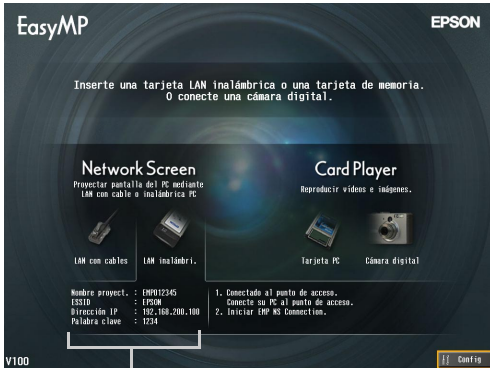 EasyMP
EPSON
Inserte una tarjeta LAN inalámbrica o una tarjeta de memoria.
O conecte una cámara digital.
Network Screen
Proyectar pantalla del PC mediante
LAN con cable o inalámbrica PC
LAN con cables
LAN inalámbri.
Card Player
Reproducir vídeos e imágenes.
Tarjeta PC
Cámara digital
Nombre proyect. : EMP012345
ESSID : EPSON
Dirección IP : 192.168.200.100
Palabra clave : 1234
1. Conectado al punto de acceso.
Conecte su PC al punto de acceso.
2. Iniciar EMP NS Connection.
V100
Config